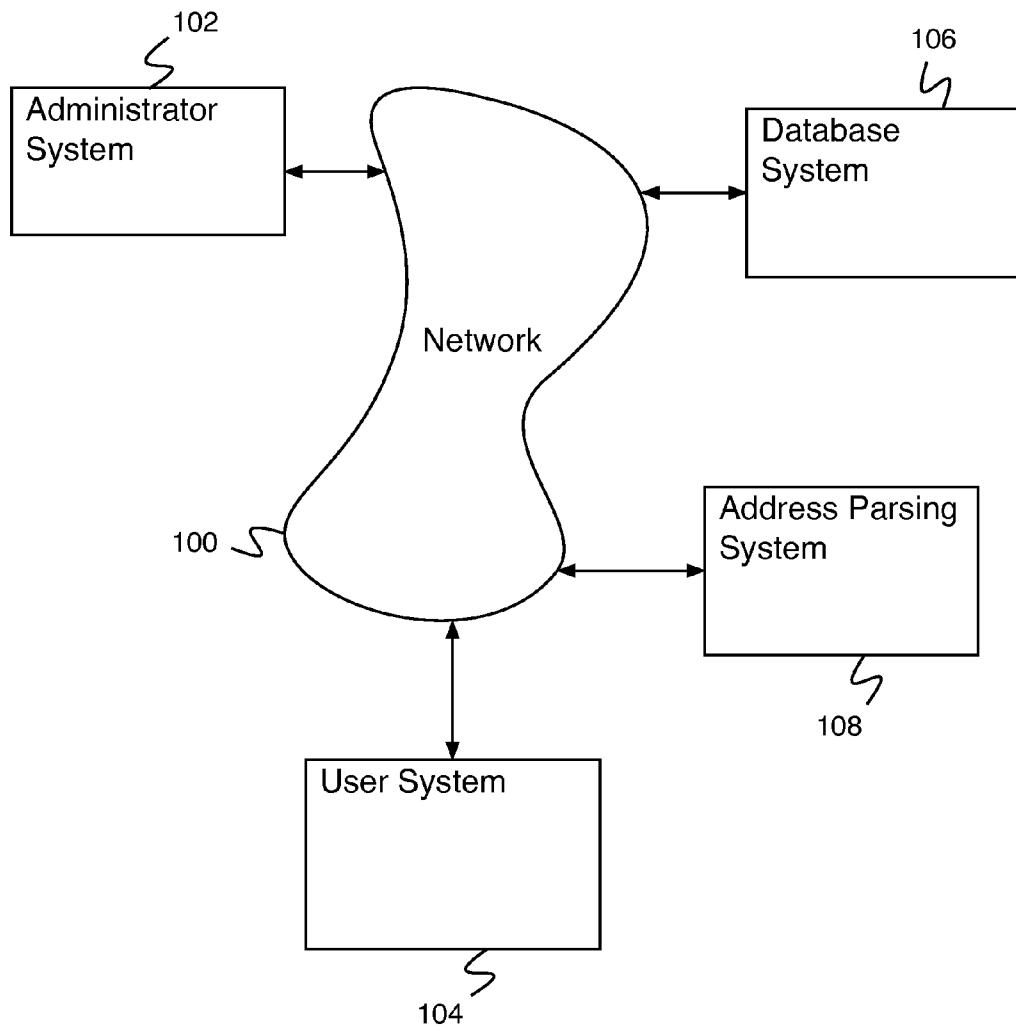 102
106
Administrator
System
Database
System
Network
100
Address Parsing
System
108
User System
104